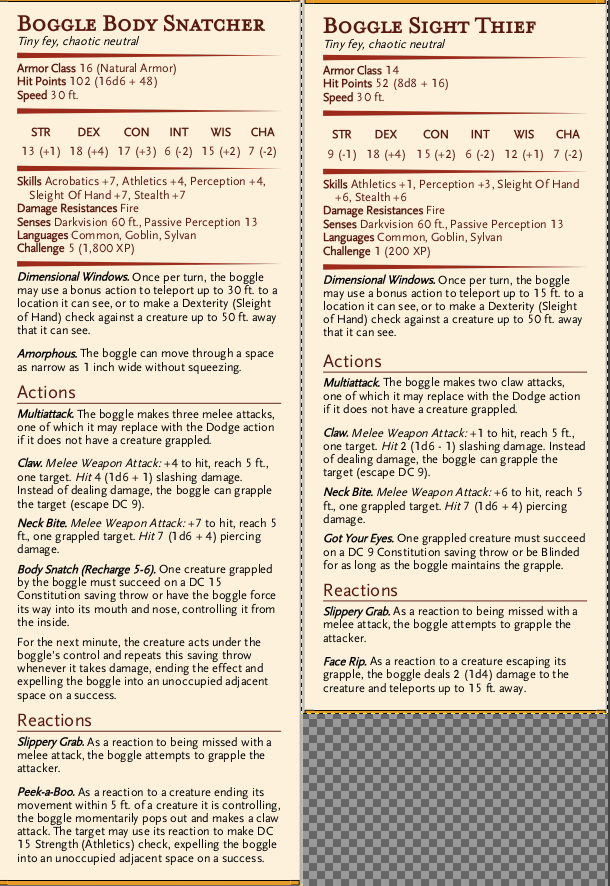 Boggle Body Snatcher
Tiny fey, chaotic neutral
Armor Class 16 (Natural Armor)
Hit Points 102 (16d6 + 48)
Speed 30 ft.
STR DEX CON INT WIS CHA
13 (+1) 18 (+4) 17 (+3) 6 (-2) 15 (+2) 7 (-2)
Skills Acrobatics +7, Athletics +4, Perception +4,
Sleight Of Hand +7, Stealth +7
Damage Resistances Fire
Senses Darkvision 60 ft., Passive Perception 13
Languages Common, Goblin, Sylvan
Challenge 5 (1,800 XP)
Dimensional Windows. Once per turn, the boggle
may use a bonus action to teleport up to 30 ft. to a
location it can see, or to make a Dexterity (Sleight
of Hand) check against a creature up to 50 ft. away
that it can see.
Amorphous. The boggle can move through a space
as narrow as 1 inch wide without squeezing.
Actions
Multiattack. The boggle makes three melee attacks,
one of which it may replace with the Dodge action
if it does not have a creature grappled.
Claw. Melee Weapon Attack: +4 to hit, reach 5 ft.,
one target. Hit 4 (1d6 + 1) slashing damage.
Instead of dealing damage, the boggle can grapple
the target (escape DC 9).
Neck Bite. Melee Weapon Attack: +7 to hit, reach 5
ft., one grappled target. Hit 7 (1d6 + 4) piercing
damage.
Body Snatch (Recharge 5-6). One creature grappled
by the boggle must succeed on a DC 15
Constitution saving throw or have the boggle force
its way into its mouth and nose, controlling it from
the inside.
For the next minute, the creature acts under the
boggle's control and repeats this saving throw
whenever it takes damage, ending the effect and
expelling the boggle into an unoccupied adjacent
space on a success.
Reactions
Slippery Grab. As a reaction to being missed with a
melee attack, the boggle attempts to grapple the
attacker.
Peek-a-Boo. As a reaction to a creature ending its
movement within 5 ft. of a creature it is controlling,
the boggle momentarily pops out and makes a claw
attack. The target may use its reaction to make DC
15 Strength (Athletics) check, expelling the boggle
into an unoccupied adjacent space on a success.
Boggle Sight Thief
Tiny fey, chaotic neutral
Armor Class 14
Hit Points 52 (8d8 + 16)
Speed 30 ft.
STR DEX CON INT WIS CHA
9 (-1) 18 (+4) 15 (+2) 6 (-2) 12 (+1) 7 (-2)
Skills Athletics +1, Perception +3, Sleight Of Hand
+6, Stealth +6
Damage Resistances Fire
Senses Darkvision 60 ft., Passive Perception 13
Languages Common, Goblin, Sylvan
Challenge 1 (200 XP)
Dimensional Windows. Once per turn, the boggle
may use a bonus action to teleport up to 15 ft. to a
location it can see, or to make a Dexterity (Sleight
of Hand) check against a creature up to 50 ft. away
that it can see.
Actions
Multiattack. The boggle makes two claw attacks,
one of which it may replace with the Dodge action
if it does not have a creature grappled.
Claw. Melee Weapon Attack: +1 to hit, reach 5 ft.,
one target. Hit 2 (1d6 - 1) slashing damage. Instead
of dealing damage, the boggle can grapple the
target (escape DC 9).
Neck Bite. Melee Weapon Attack: +6 to hit, reach 5
ft., one grappled target. Hit 7 (1d6 + 4) piercing
damage.
Got Your Eyes. One grappled creature must succeed
on a DC 9 Constitution saving throw or be Blinded
for as long as the boggle maintains the grapple.
Reactions
Slippery Grab. As a reaction to being missed with a
melee attack, the boggle attempts to grapple the
attacker.
Face Rip. As a reaction to a creature escaping its
grapple, the boggle deals 2 (1d4) damage to the
creature and teleports up to 15 ft. away.